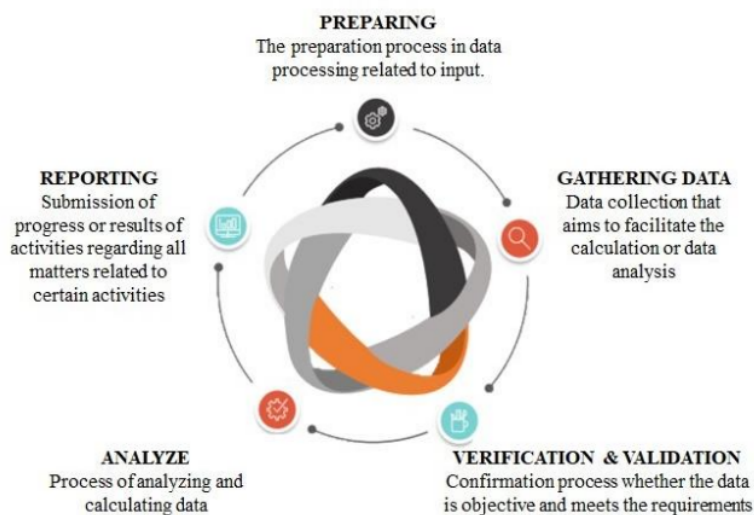 PREPARING
The preparation process in data
processing related to input.
GATHERING DATA
Data collection that
aims to facilitate the
calculation or data
analysis
VERIFICATION & VALIDATION
Confirmation process whether the data
is objective and meets the requirements
ANALYZE
Process of analyzing and
calculating data
REPORTING
Submission of
progress or results of
activities regarding all
matters related to
certain activities